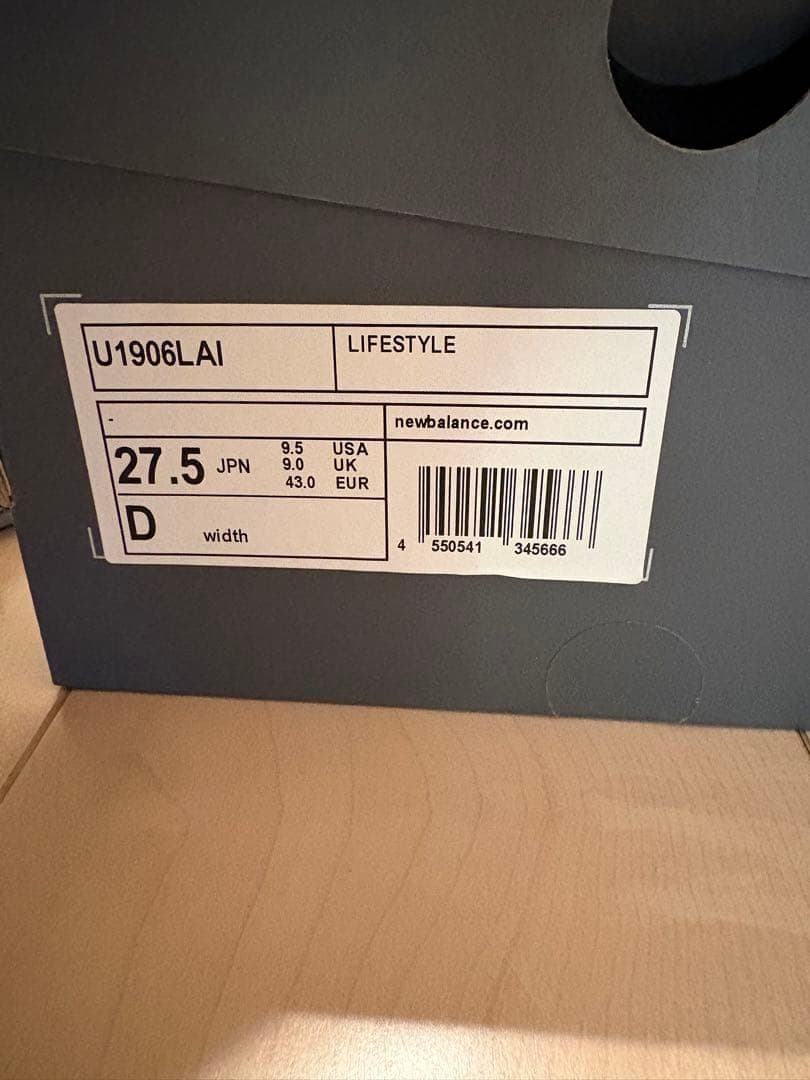 U1906LAI
LIFESTYLE
-
newbalance.com
27.5 JPN
9.5 USA
9.0 UK
43.0 EUR
D width
4 550541 345666